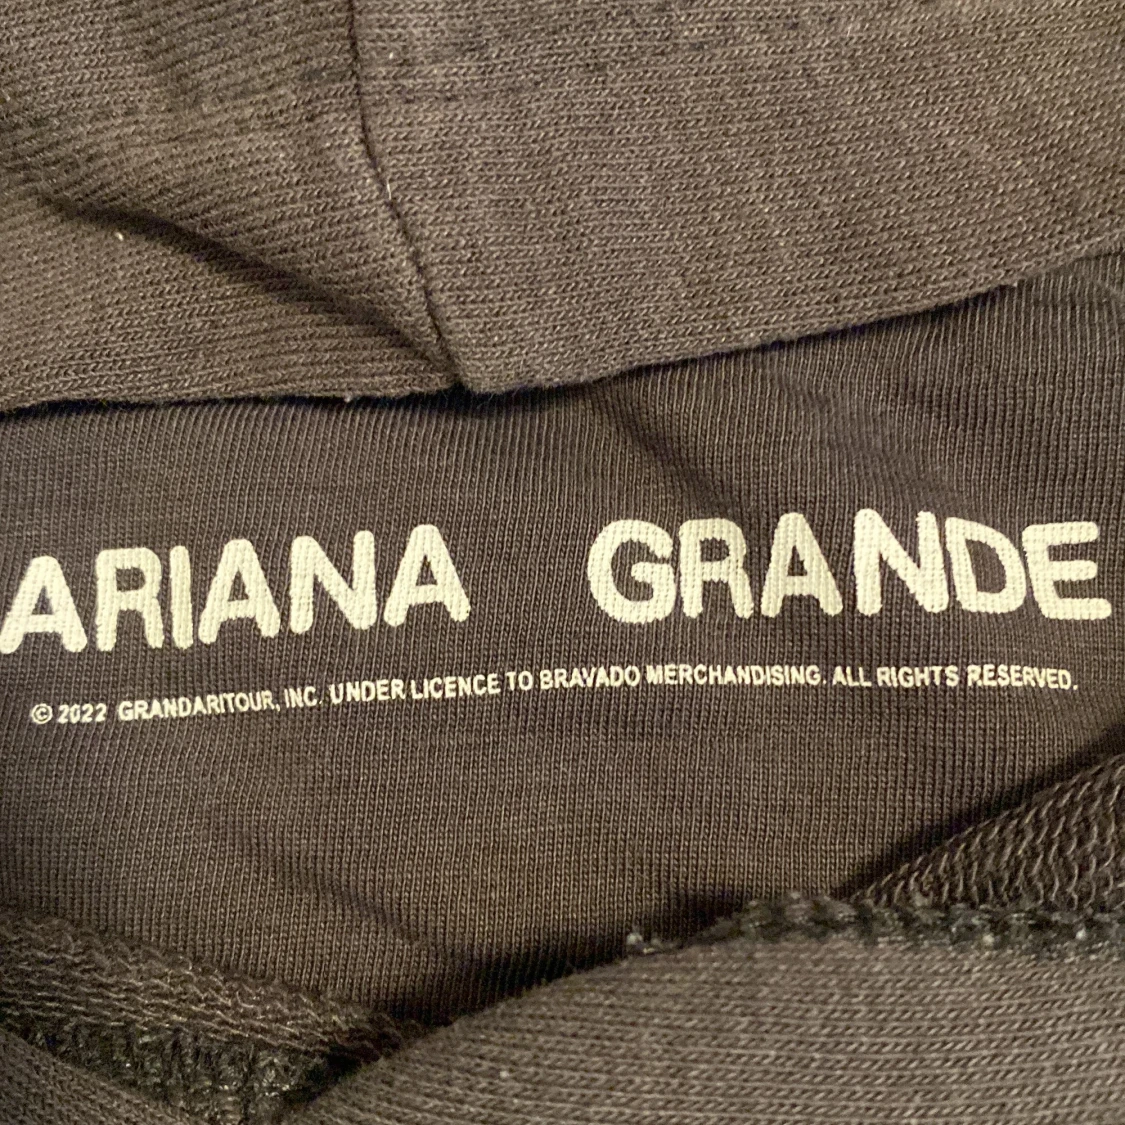 ARIANA GRANDE
© 2022 GRANDARITOUR, INC. UNDER LICENCE TO BRAVADO MERCHANDISING. ALL RIGHTS RESERVED.